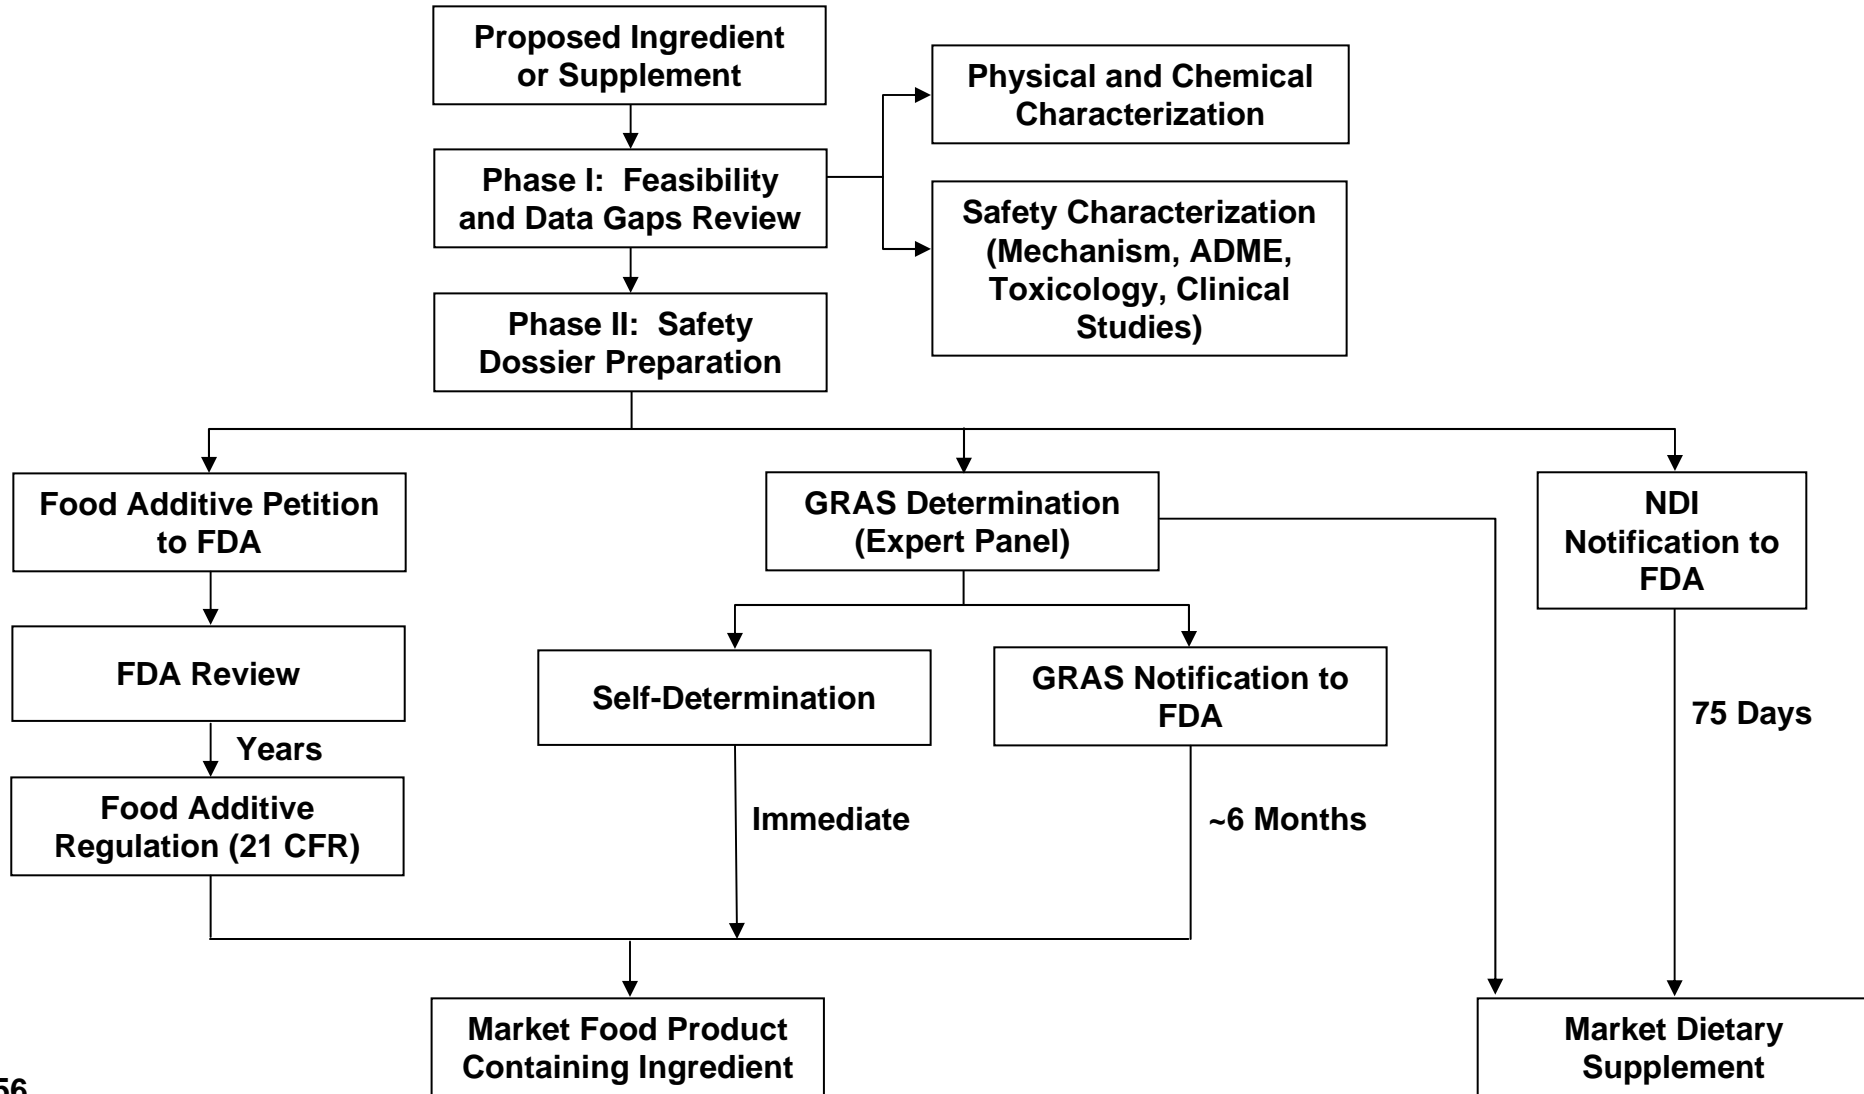 Proposed Ingredient
or Supplement
Physical and Chemical
Characterization
Phase I: Feasibility
and Data Gaps Review
Safety Characterization
(Mechanism, ADME,
Toxicology, Clinical
Studies)
Phase II: Safety
Dossier Preparation
Food Additive Petition
to FDA
GRAS Determination
(Expert Panel)
NDI
Notification to
FDA
FDA Review
Self-Determination
GRAS Notification to
FDA
75 Days
Years
Food Additive
Regulation (21 CFR)
Immediate
~6 Months
Market Food Product
Containing Ingredient
Market Dietary
Supplement